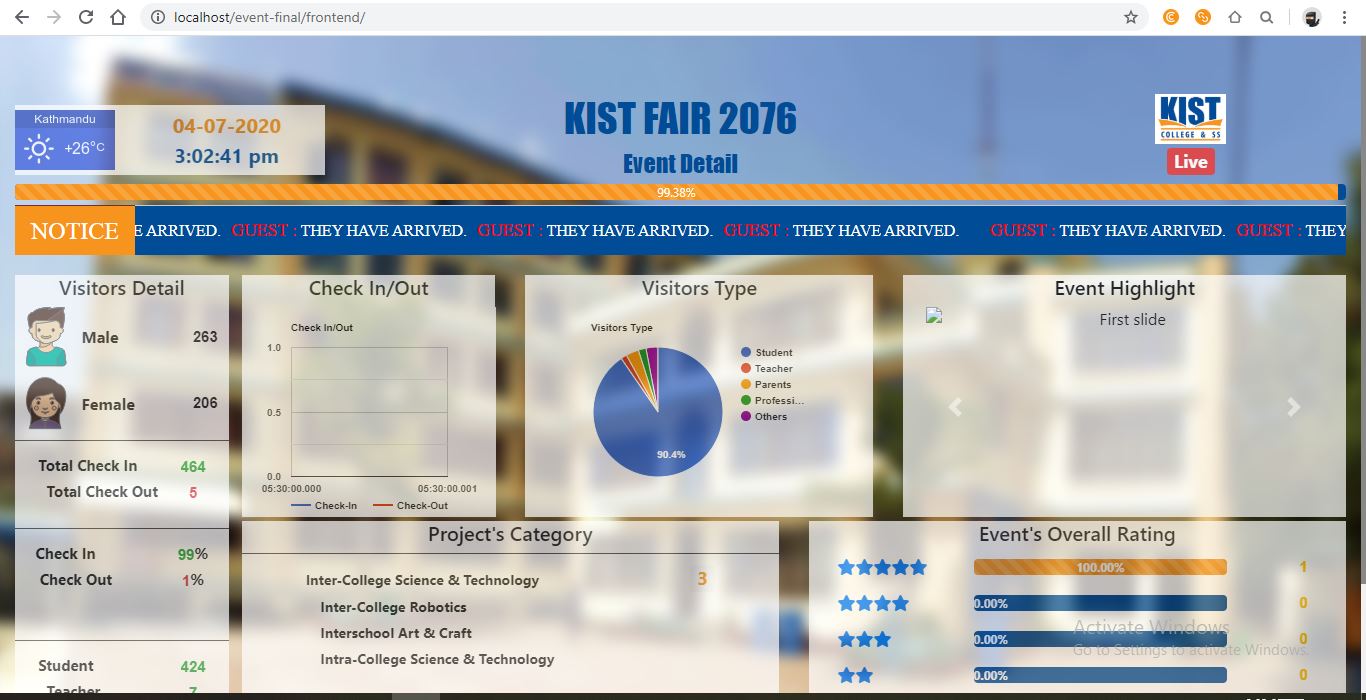 localhost/event-final/frontend/
Kathmandu
+26°C
04-07-2020
3:02:41 pm
KIST FAIR 2076
Event Detail
KIST
COLLEGE & SS
Live
99.38%
NOTICE
E ARRIVED. GUEST : THEY HAVE ARRIVED. GUEST : THEY HAVE ARRIVED. GUEST : THEY HAVE ARRIVED. GUEST : THEY HAVE ARRIVED. GUEST : THEY
Visitors Detail
Male 263
Female 206
Total Check In 464
Total Check Out 5
Check In 99%
Check Out 1%
Student 424
Teacher 7
Check In/Out
Check In/Out
1.0
0.5
0.0
05:30:00.000 05:30:00.001
Check-In Check-Out
Visitors Type
Visitors Type
90.4%
Student
Teacher
Parents
Professi...
Others
Event Highlight
First slide
Project's Category
Inter-College Science & Technology 3
Inter-College Robotics
Interschool Art & Craft
Intra-College Science & Technology
Event's Overall Rating
100.00% 1
0.00% 0
0.00% 0
0.00% 0
Activate Windows
Go to Settings to activate Windows.